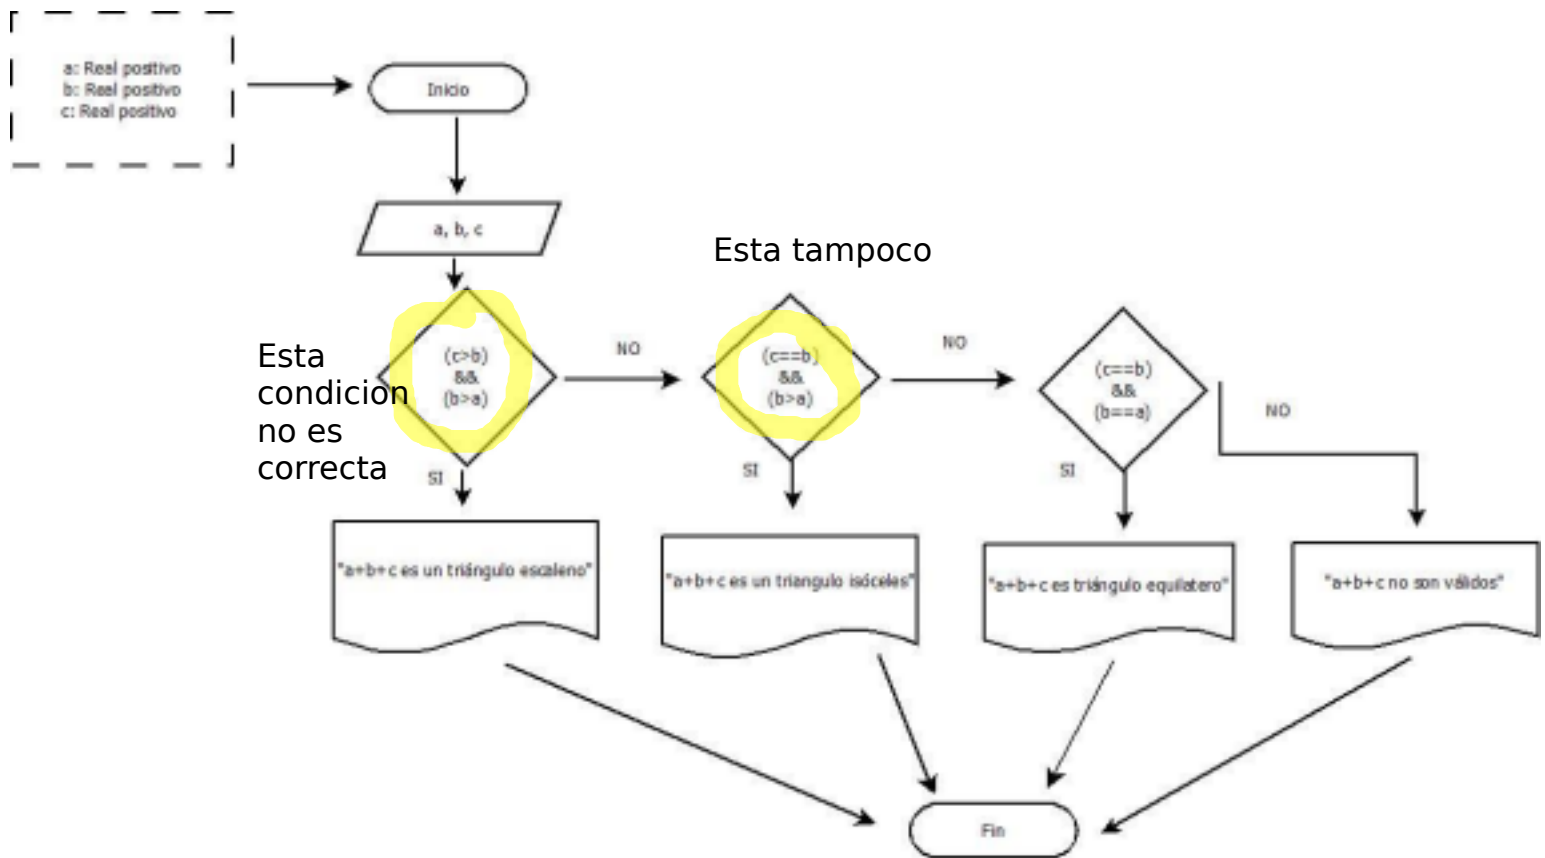 a: Real positivo
b: Real positivo
c: Real positivo
Inicio
a, b, c
Esta tampoco
Esta
condicion
no es
correcta
(c>b)
&&
(b>a)
NO
(c==b)
&&
(b>a)
NO
(c==b)
&&
(b==a)
NO
SI
SI
SI
"a+b+c es un triángulo escaleno"
"a+b+c es un triangulo isóceles"
"a+b+c es triángulo equilatero"
"a+b+c no son válidos"
Fin